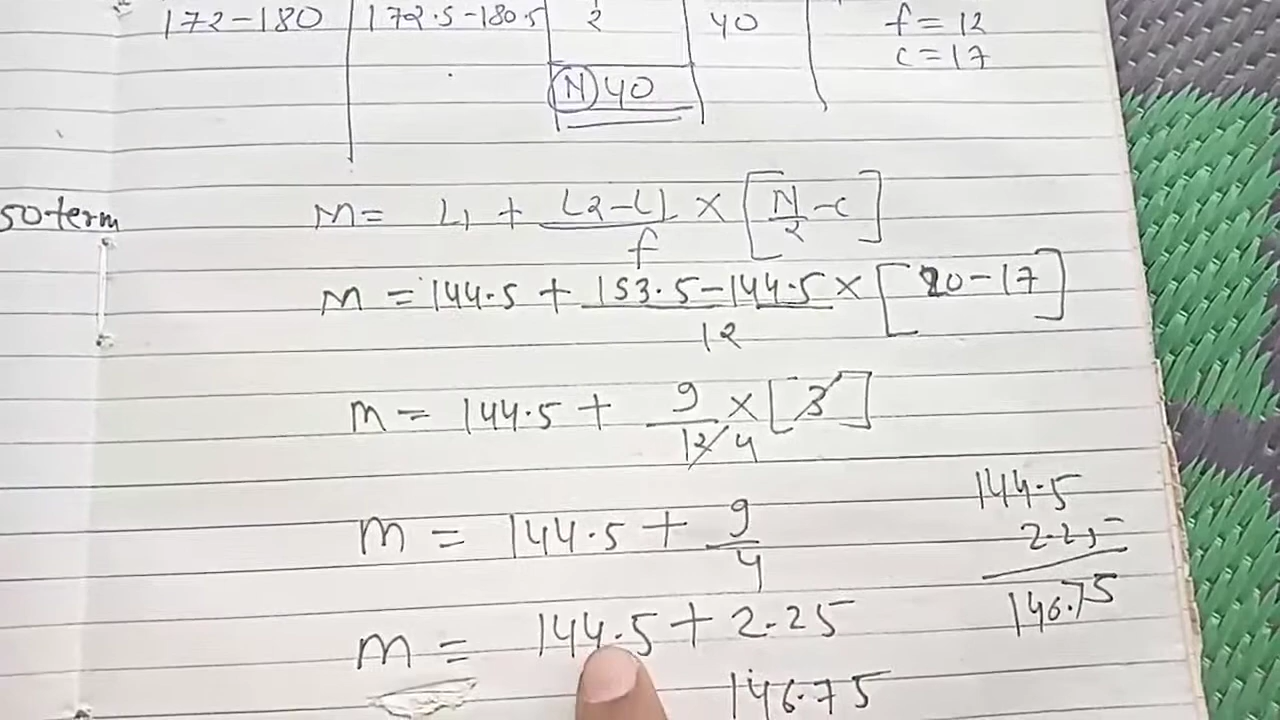 172-180 172.5-180.5 2 40 f = 12
c = 17
N 40
50 term
M = L1 + L2-L1 / f × [N/2 - c]
M = 144.5 + 153.5-144.5 / 12 × [20-17]
m = 144.5 + 9 / 12 4 × [3]
m = 144.5 + 9/4
144.5
2.25
146.75
m = 144.5 + 2.25
146.75